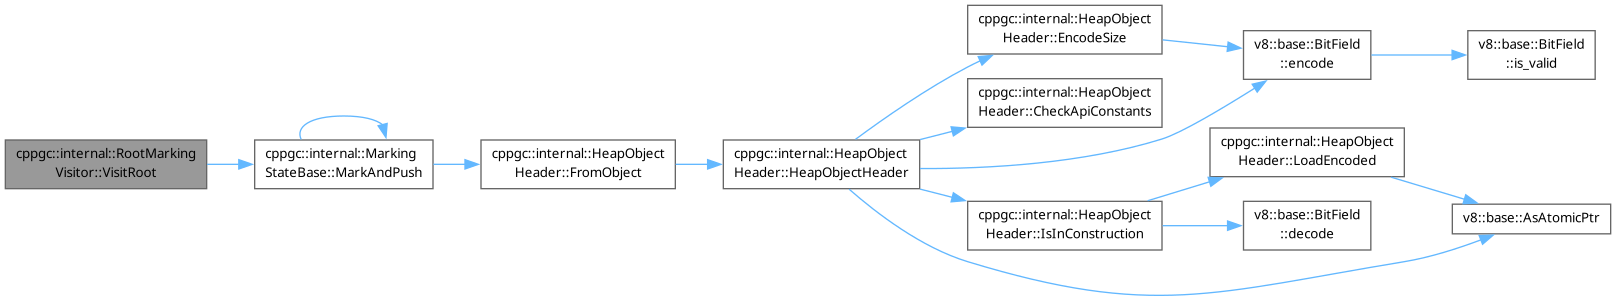 cppgc::internal::RootMarking
Visitor::VisitRoot
cppgc::internal::Marking
StateBase::MarkAndPush
cppgc::internal::HeapObject
Header::FromObject
cppgc::internal::HeapObject
Header::HeapObjectHeader
cppgc::internal::HeapObject
Header::EncodeSize
cppgc::internal::HeapObject
Header::CheckApiConstants
cppgc::internal::HeapObject
Header::IsInConstruction
v8::base::BitField
::encode
cppgc::internal::HeapObject
Header::LoadEncoded
v8::base::BitField
::decode
v8::base::BitField
::is_valid
v8::base::AsAtomicPtr